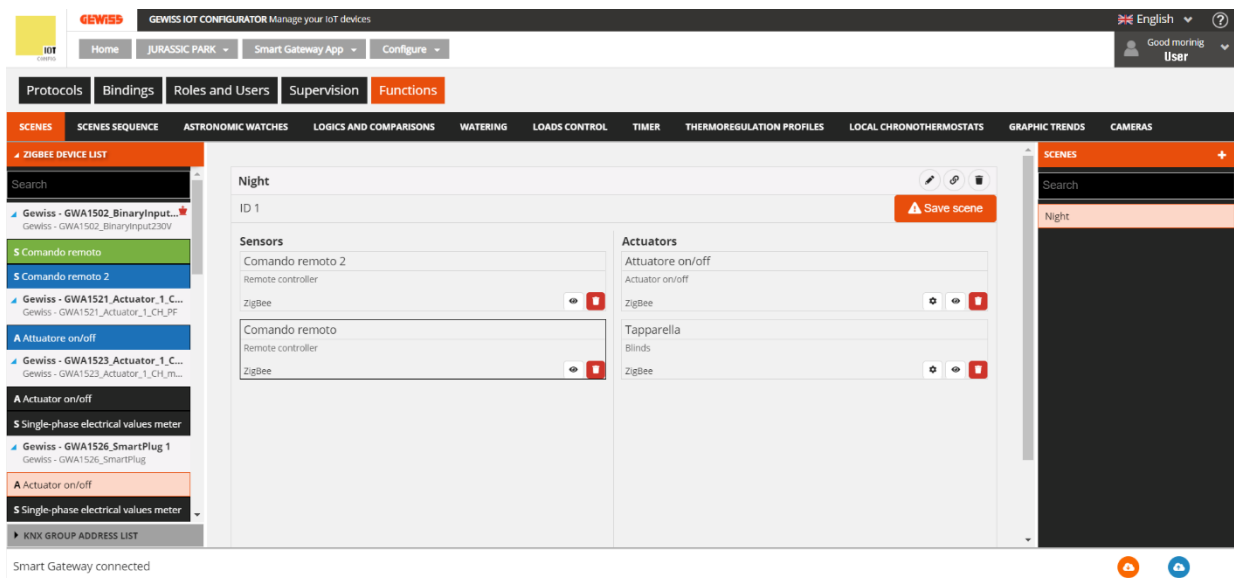 GEWISS GEWISS IOT CONFIGURATOR Manage your IoT devices English ?
IOT
CONFIG
Home JURASSIC PARK Smart Gateway App Configure Good morinig
User
Protocols Bindings Roles and Users Supervision Functions
SCENES SCENES SEQUENCE ASTRONOMIC WATCHES LOGICS AND COMPARISONS WATERING LOADS CONTROL TIMER THERMOREGULATION PROFILES LOCAL CHRONOTHERMOSTATS GRAPHIC TRENDS CAMERAS
ZIGBEE DEVICE LIST
Search
Gewiss - GWA1502_BinaryInput...
Gewiss - GWA1502_BinaryInput230V
S Comando remoto
S Comando remoto 2
Gewiss - GWA1521_Actuator_1_C...
Gewiss - GWA1521_Actuator_1_CH_PF
A Attuatore on/off
Gewiss - GWA1523_Actuator_1_C...
Gewiss - GWA1523_Actuator_1_CH_m...
A Actuator on/off
S Single-phase electrical values meter
Gewiss - GWA1526_SmartPlug 1
Gewiss - GWA1526_SmartPlug
A Actuator on/off
S Single-phase electrical values meter
KNX GROUP ADDRESS LIST
Night
ID 1 Save scene
Sensors
Comando remoto 2
Remote controller
ZigBee
Comando remoto
Remote controller
ZigBee
Actuators
Attuatore on/off
Actuator on/off
ZigBee
Tapparella
Blinds
ZigBee
SCENES +
Search
Night
Smart Gateway connected